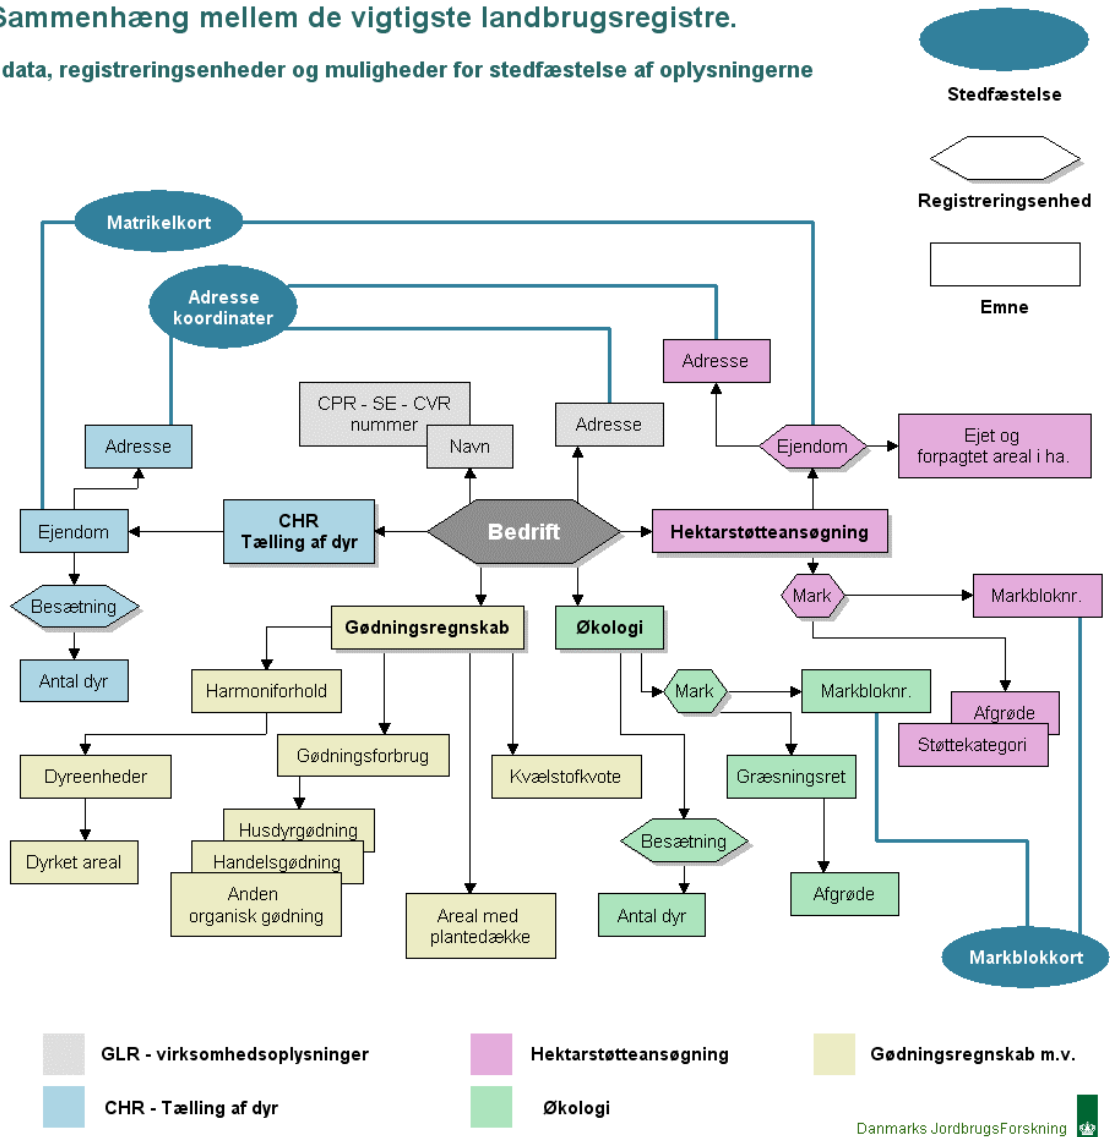 Sammenhæng mellem de vigtigste landbrugsregistre.
data, registreringsenheder og muligheder for stedfæstelse af oplysningerne
Stedfæstelse
Registreringsenhed
Emne
Matrikelkort
Adresse
koordinater
Adresse
CPR - SE - CVR
nummer
Navn
Adresse
Adresse
Ejendom
Ejet og
forpagtet areal i ha.
Ejendom
CHR
Tælling af dyr
Bedrift
Hektarstøtteansøgning
Besætning
Antal dyr
Gødningsregnskab
Økologi
Mark
Markbloknr.
Harmoniforhold
Mark
Markbloknr.
Afgrøde
Støttekategori
Dyreenheder
Gødningsforbrug
Kvælstofkvote
Græsningsret
Dyrket areal
Husdyrgødning
Handelsgødning
Anden
organisk gødning
Besætning
Areal med
plantedække
Antal dyr
Afgrøde
Markblokkort
GLR - virksomhedsoplysninger
Hektarstøtteansøgning
Gødningsregnskab m.v.
CHR - Tælling af dyr
Økologi
Danmarks JordbrugsForskning